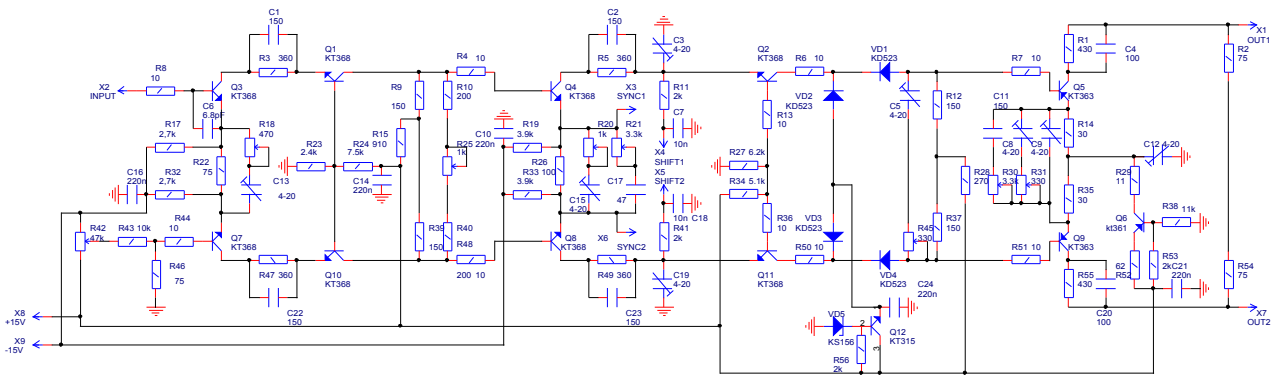 C1
150
R3 360
Q1
KT368
R4 10
C2
150
R5 360
C3
4-20
Q2
KT368
R6 10
VD1
KD523
R7 10
R1
430
C4
100
X1
OUT1
R2
75
R8
10
X2
INPUT
Q3
KT368
C6
6.8pF
R9
150
R10
200
Q4
KT368
X3
SYNC1
R11
2k
VD2
KD523
C5
4-20
R12
150
C11
150
Q5
KT363
R17
2,7k
R18
470
R15
910
C10
220n
R19
3.9k
R20
1k
R21
3.3k
C7
10n
R13
10
C8
4-20
C9
4-20
R14
30
C12 4-20
R23
2.4k
R24
7.5k
R25
1k
X4
SHIFT1
X5
SHIFT2
R22
75
R32
2,7k
C16
220n
C13
4-20
C14
220n
R26
100
R33
3.9k
C15
4-20
C17
47
R27 6.2k
R34 5.1k
R28
270
R30
3,3k
R31
330
R29
11
R35
30
Q6
kt361
R38
11k
R42
47k
R43 10k
R44
10
Q7
KT368
R39
150
R40
R48
200 10
Q8
KT368
X6
SYNC2
10n C18
R41
2k
R36
10
VD3
KD523
R45
330
R37
150
Q9
KT363
R46
75
R47 360
Q10
KT368
R49 360
C19
4-20
Q11
KT368
R50 10
VD4
KD523
R51 10
62
R52
R53
2k
C21
220n
R54
75
R55
430
C22
150
C23
150
C24
220n
C20
100
X7
OUT2
X8
+15V
X9
-15V
VD5
KS156
2
3
Q12
KT315
R56
2k